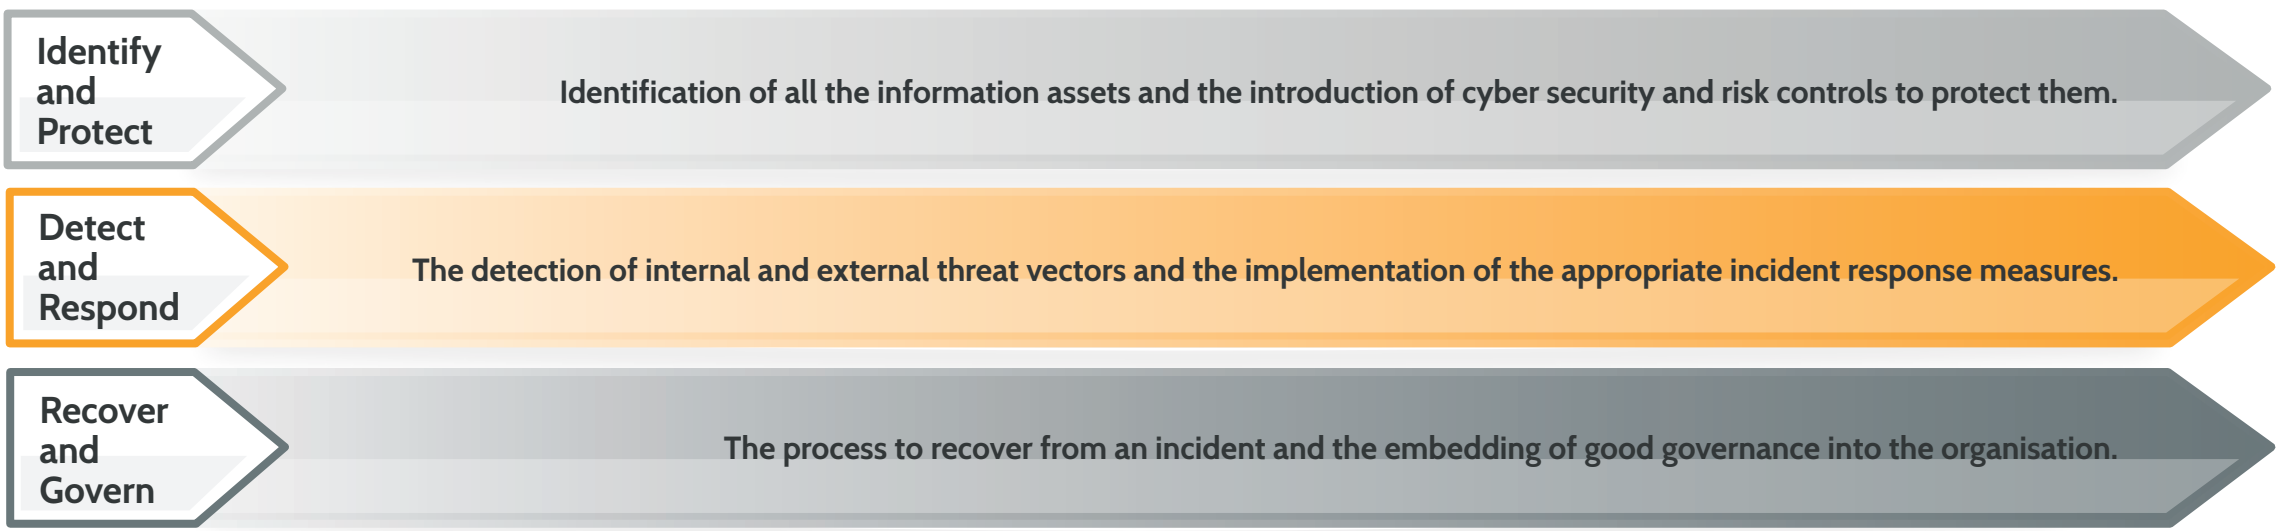 Identify
and
Protect
Identification of all the information assets and the introduction of cyber security and risk controls to protect them.
Detect
and
Respond
The detection of internal and external threat vectors and the implementation of the appropriate incident response measures.
Recover
and
Govern
The process to recover from an incident and the embedding of good governance into the organisation.